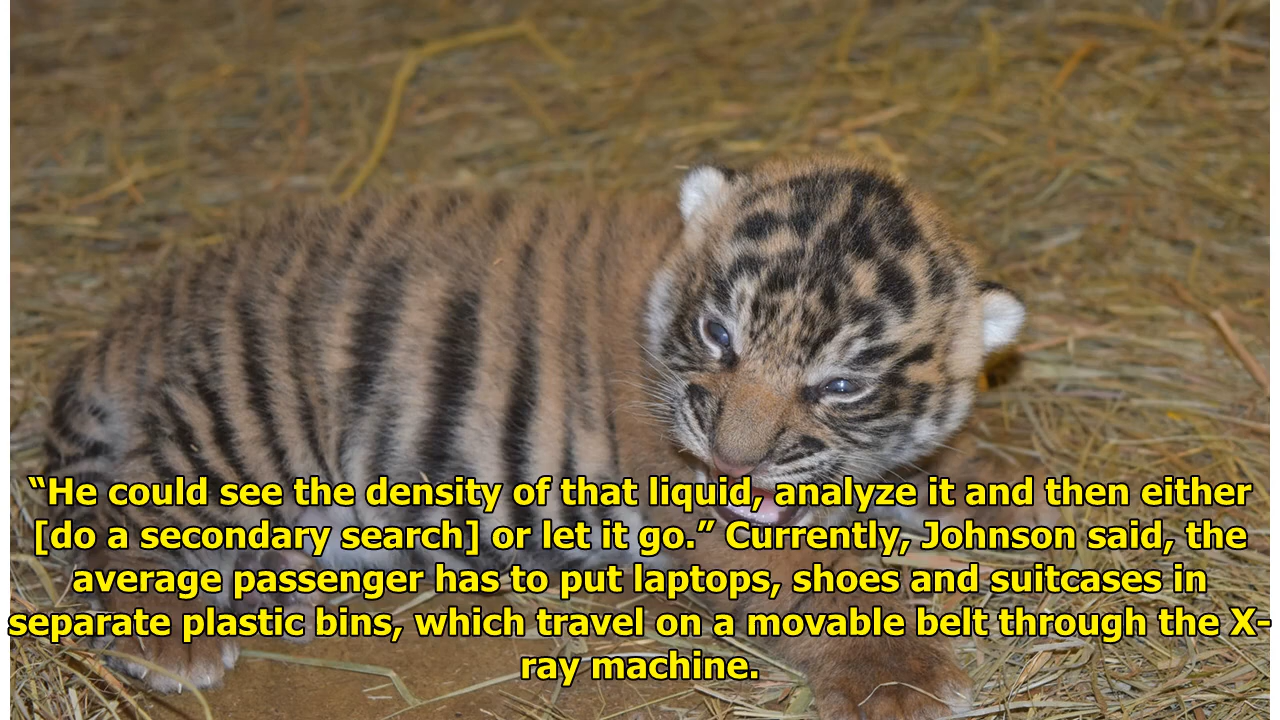 “He could see the density of that liquid, analyze it and then either
[do a secondary search] or let it go.” Currently, Johnson said, the
average passenger has to put laptops, shoes and suitcases in
separate plastic bins, which travel on a movable belt through the X-
ray machine.